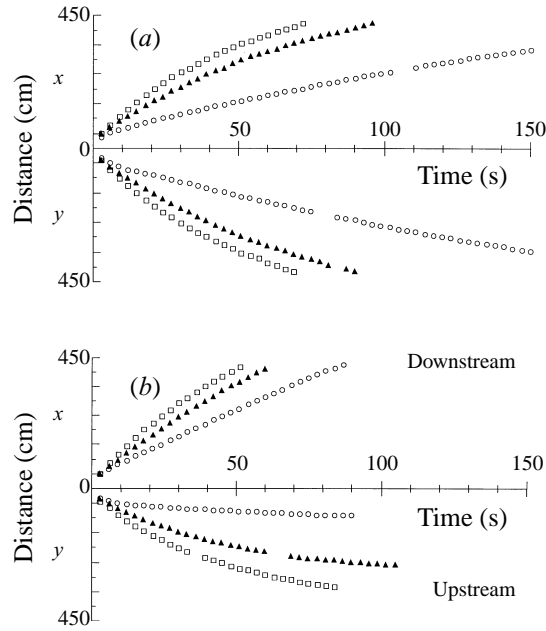 450
(a)
x
Distance (cm)
50
100
150
0
Time (s)
y
450
450
Downstream
(b)
x
Distance (cm)
50
100
150
0
Time (s)
y
Upstream
450